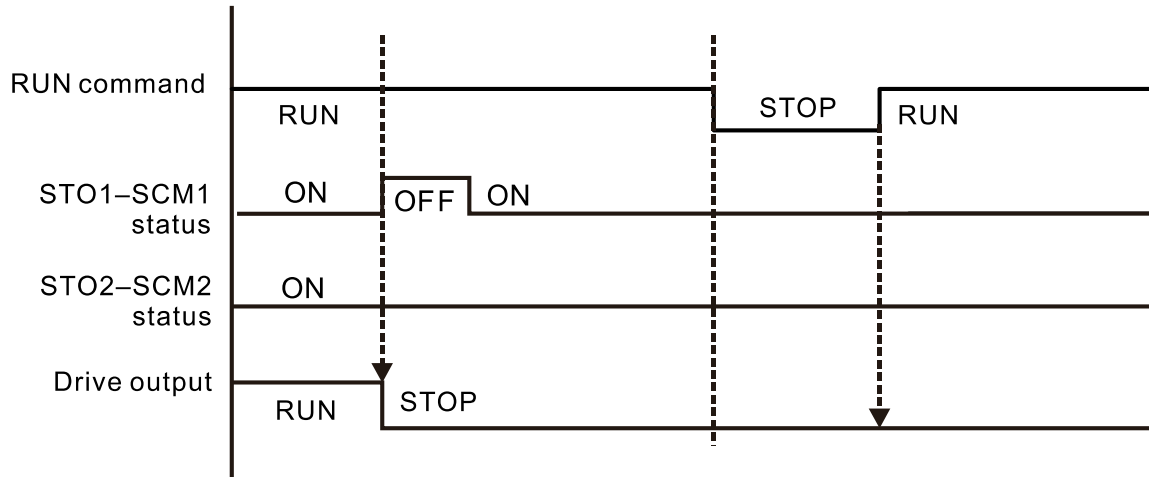 RUN command
RUN
STOP
RUN
STO1–SCM1
status
ON
OFF
ON
STO2–SCM2
status
ON
Drive output
RUN
STOP